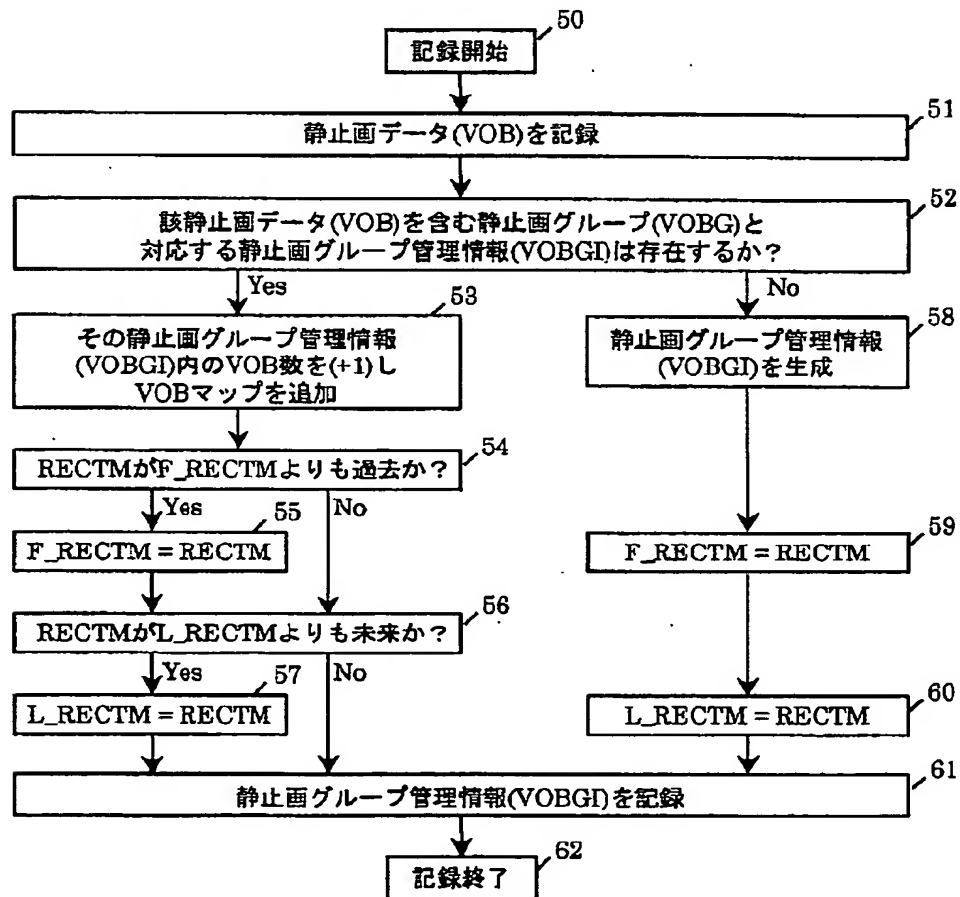 50
記録開始
51
静止画データ(VOB)を記録
52
該静止画データ(VOB)を含む静止画グループ(VOBG)と
対応する静止画グループ管理情報(VOBGI)は存在するか?
Yes
No
53
その静止画グループ管理情報
(VOBGI)内のVOB数を(+1)し
VOBマップを追加
58
静止画グループ管理情報
(VOBGI)を生成
54
RECTMがF_RECTMよりも過去か?
Yes
No
55
F_RECTM = RECTM
59
F_RECTM = RECTM
56
RECTMがL_RECTMよりも未来か?
Yes
No
57
L_RECTM = RECTM
60
L_RECTM = RECTM
61
静止画グループ管理情報(VOBGI)を記録
62
記録終了